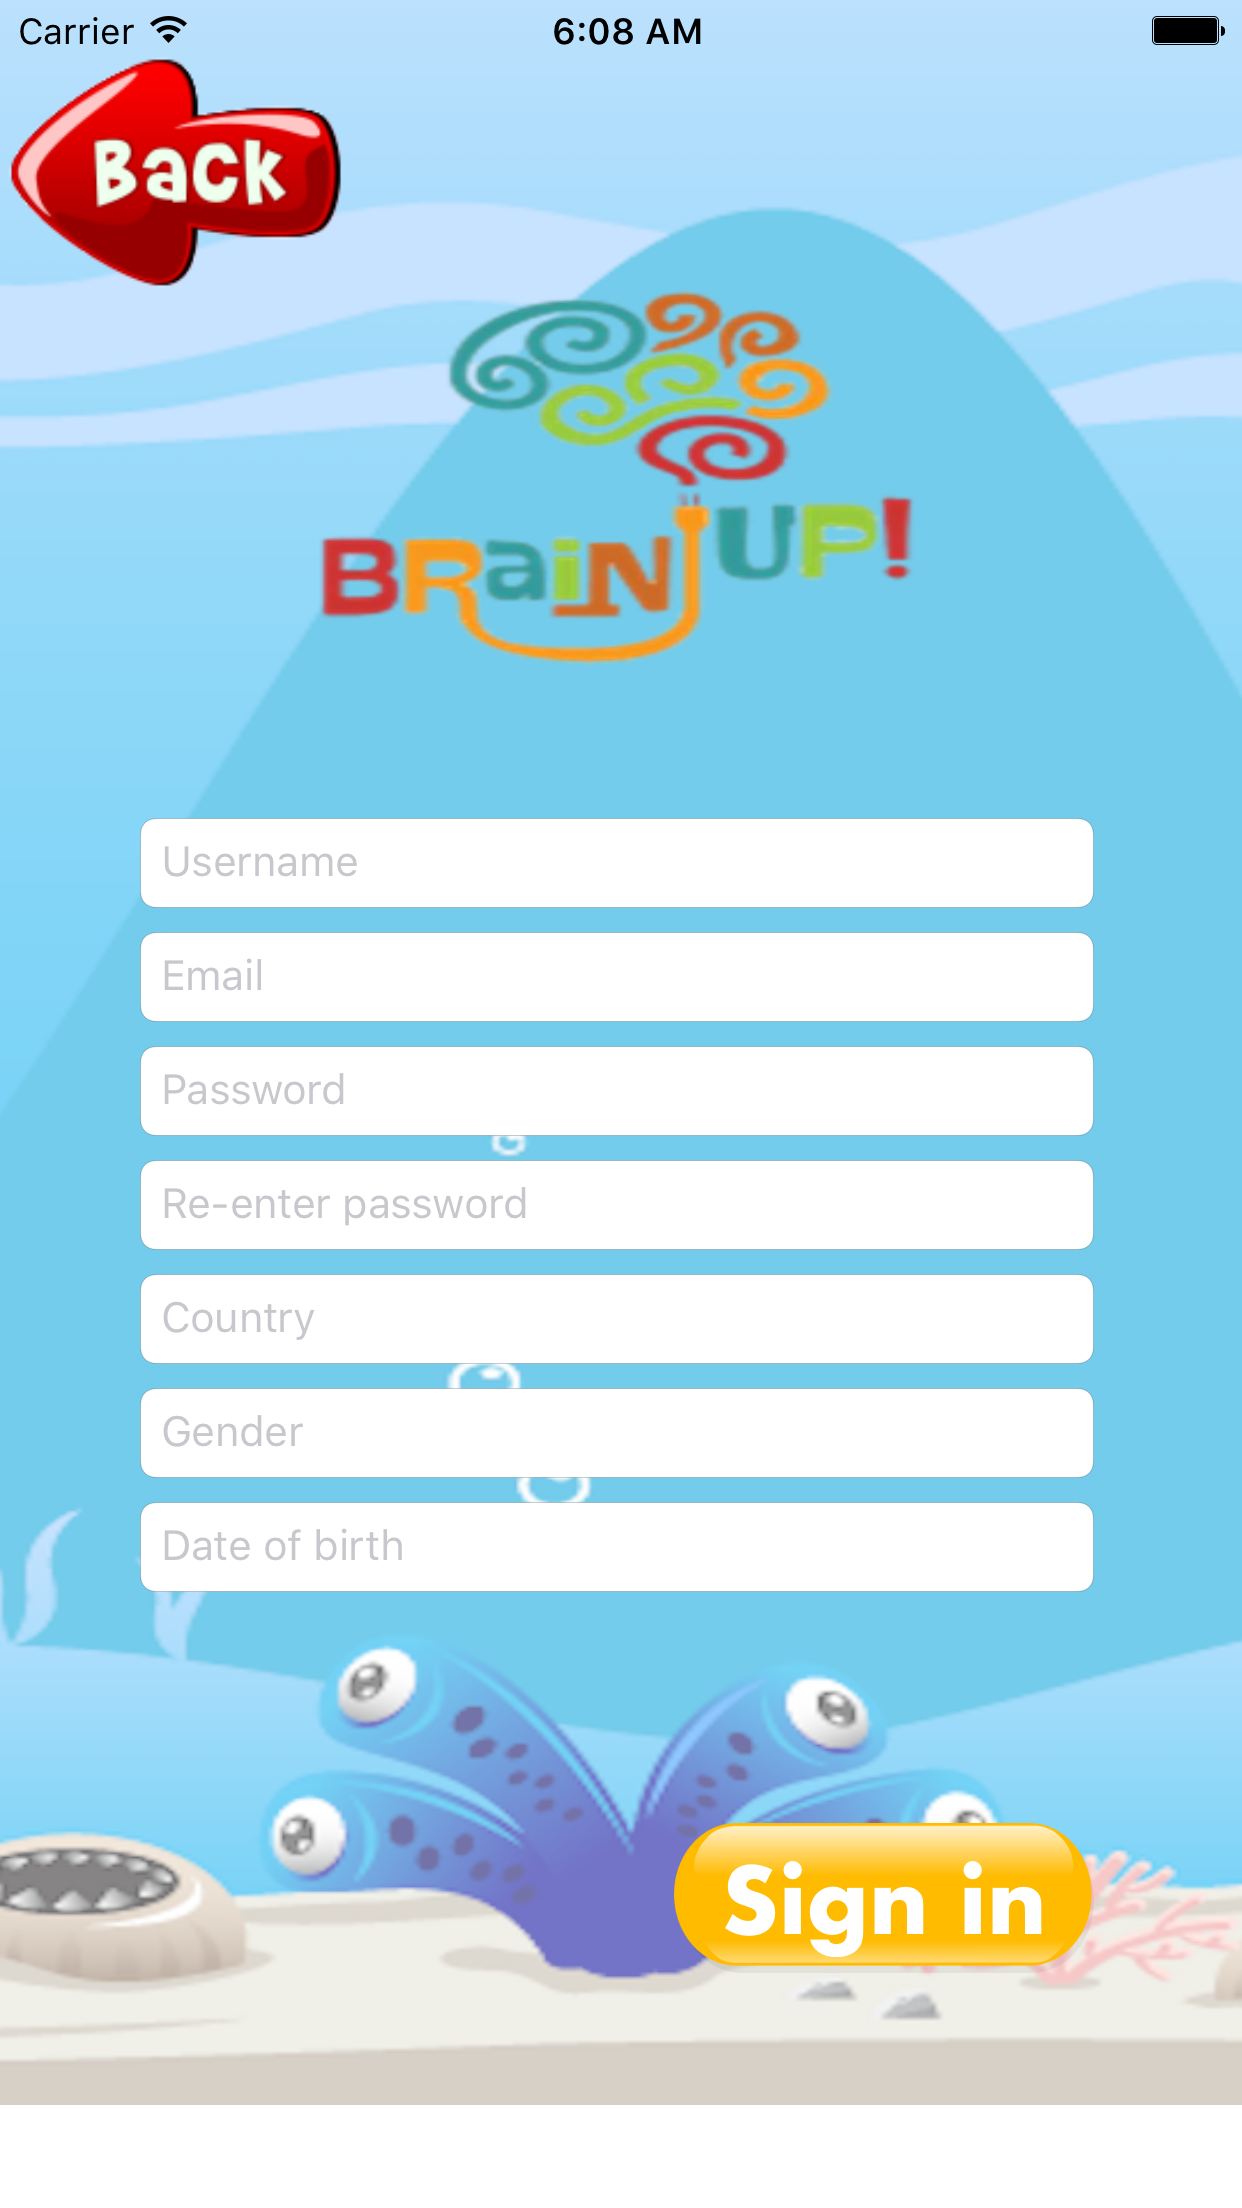 Carrier 6:08 AM
Back
BRaiN UP!
Username
Email
Password
Re-enter password
Country
Gender
Date of birth
Sign in